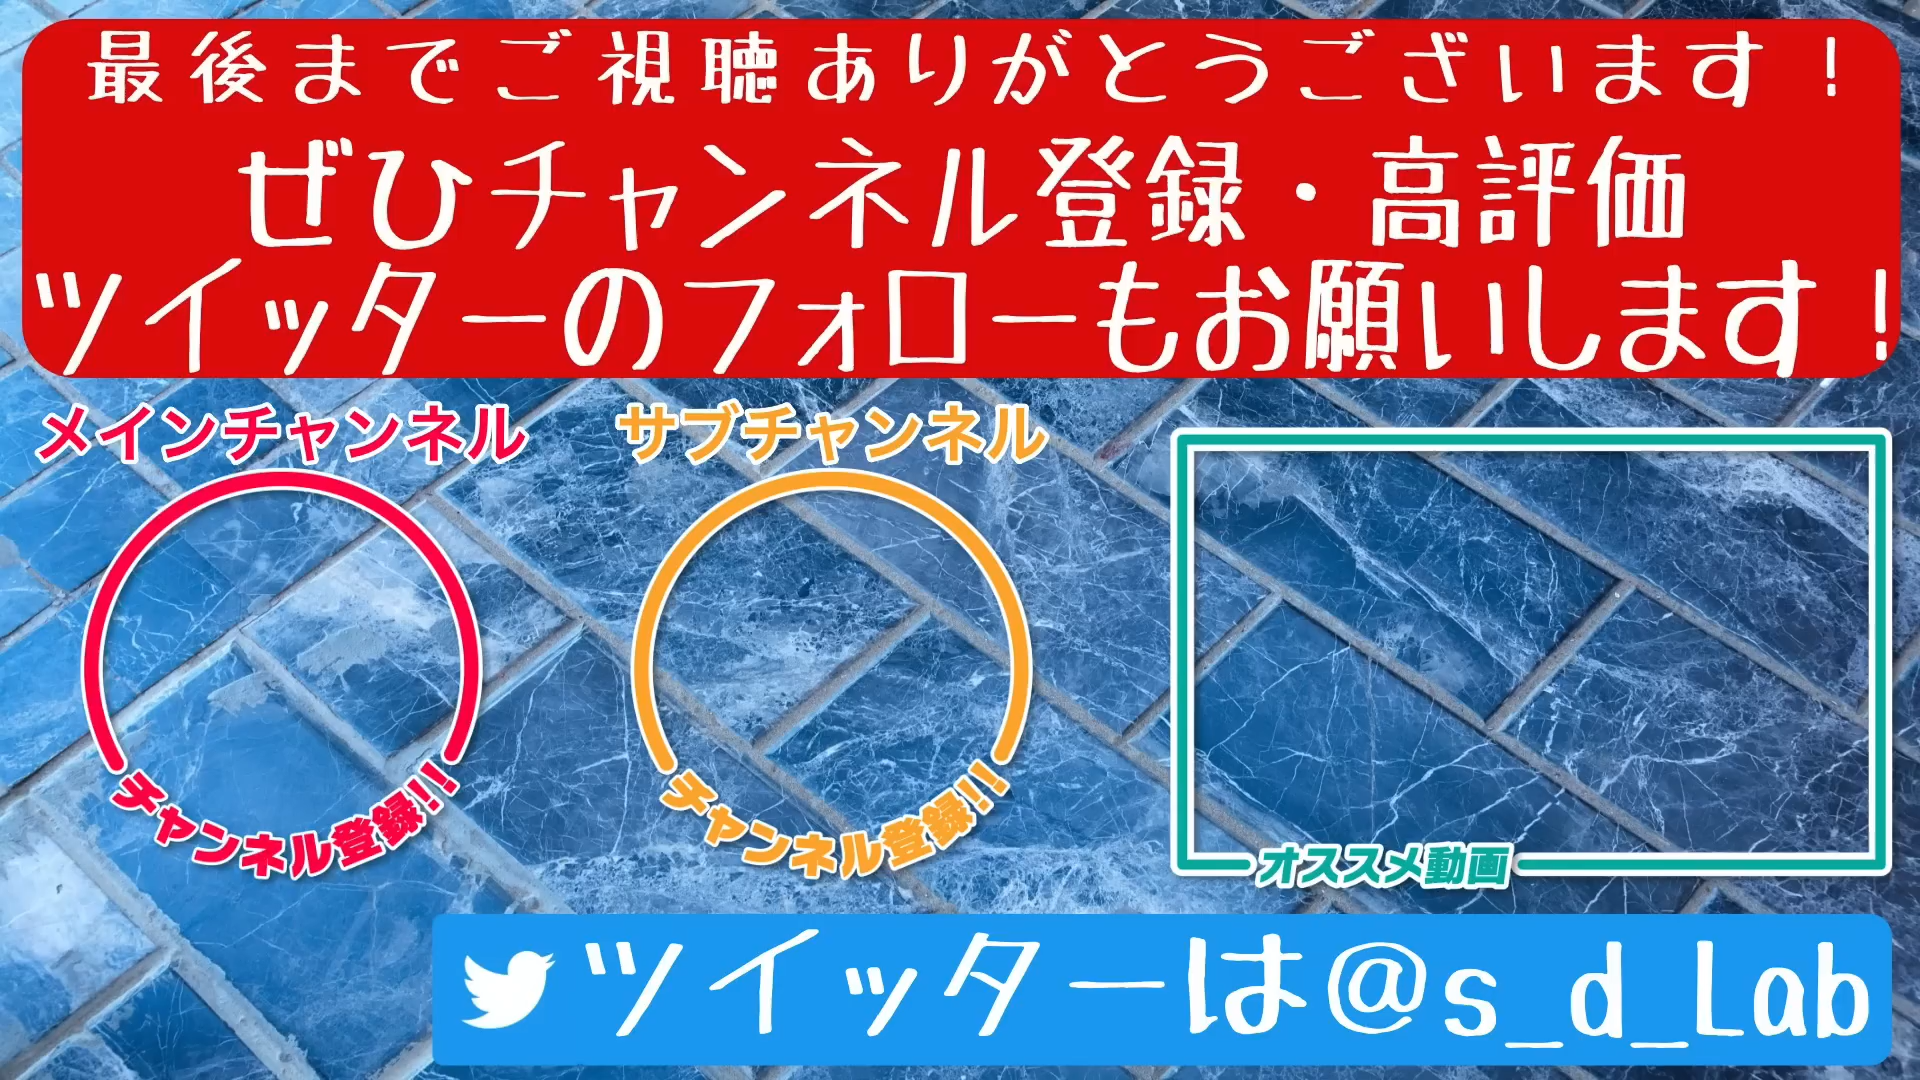 最後までご視聴ありがとうございます！
ぜひチャンネル登録・高評価
ツイッターのフォローもお願いします！
メインチャンネル
サブチャンネル
チャンネル登録!!
チャンネル登録!!
オススメ動画
ツイッターは@s_d_Lab